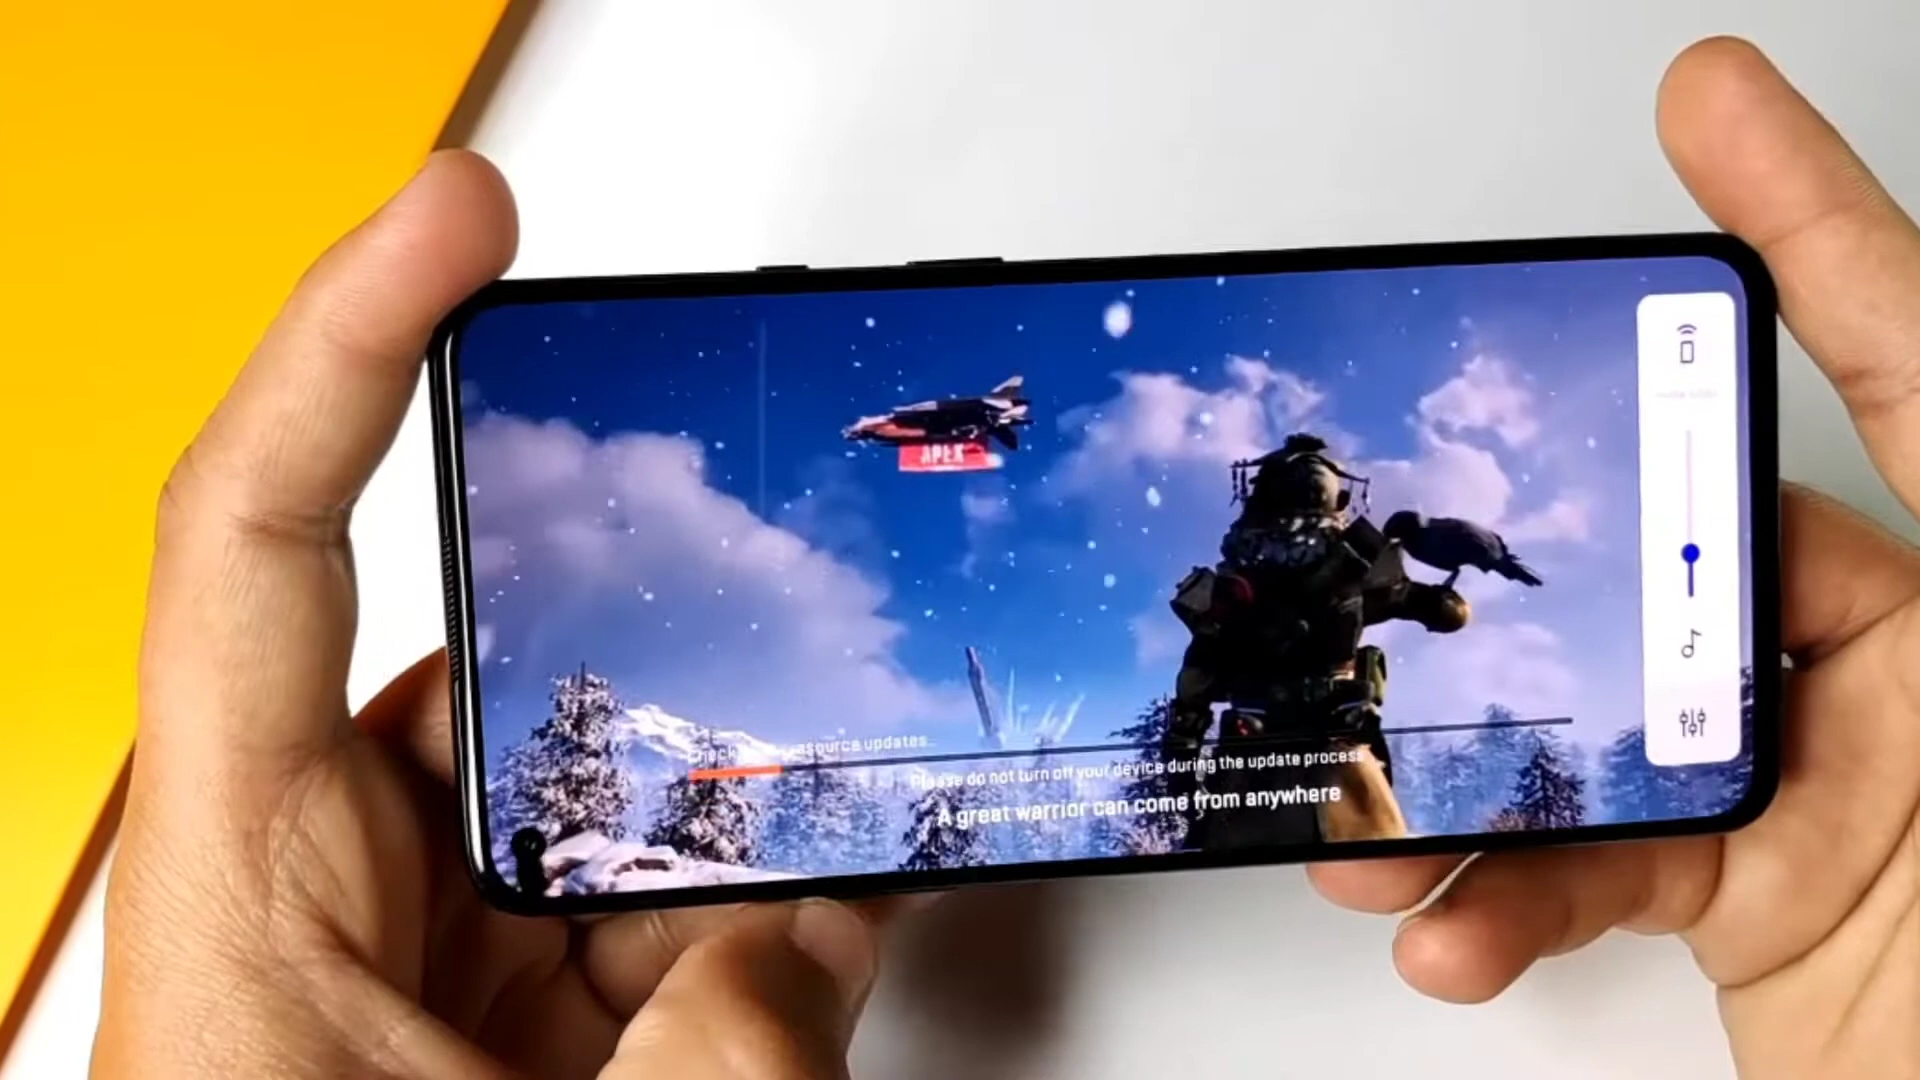 APEX
resource updates...
Please do not turn off your device during the update process
A great warrior can come from anywhere